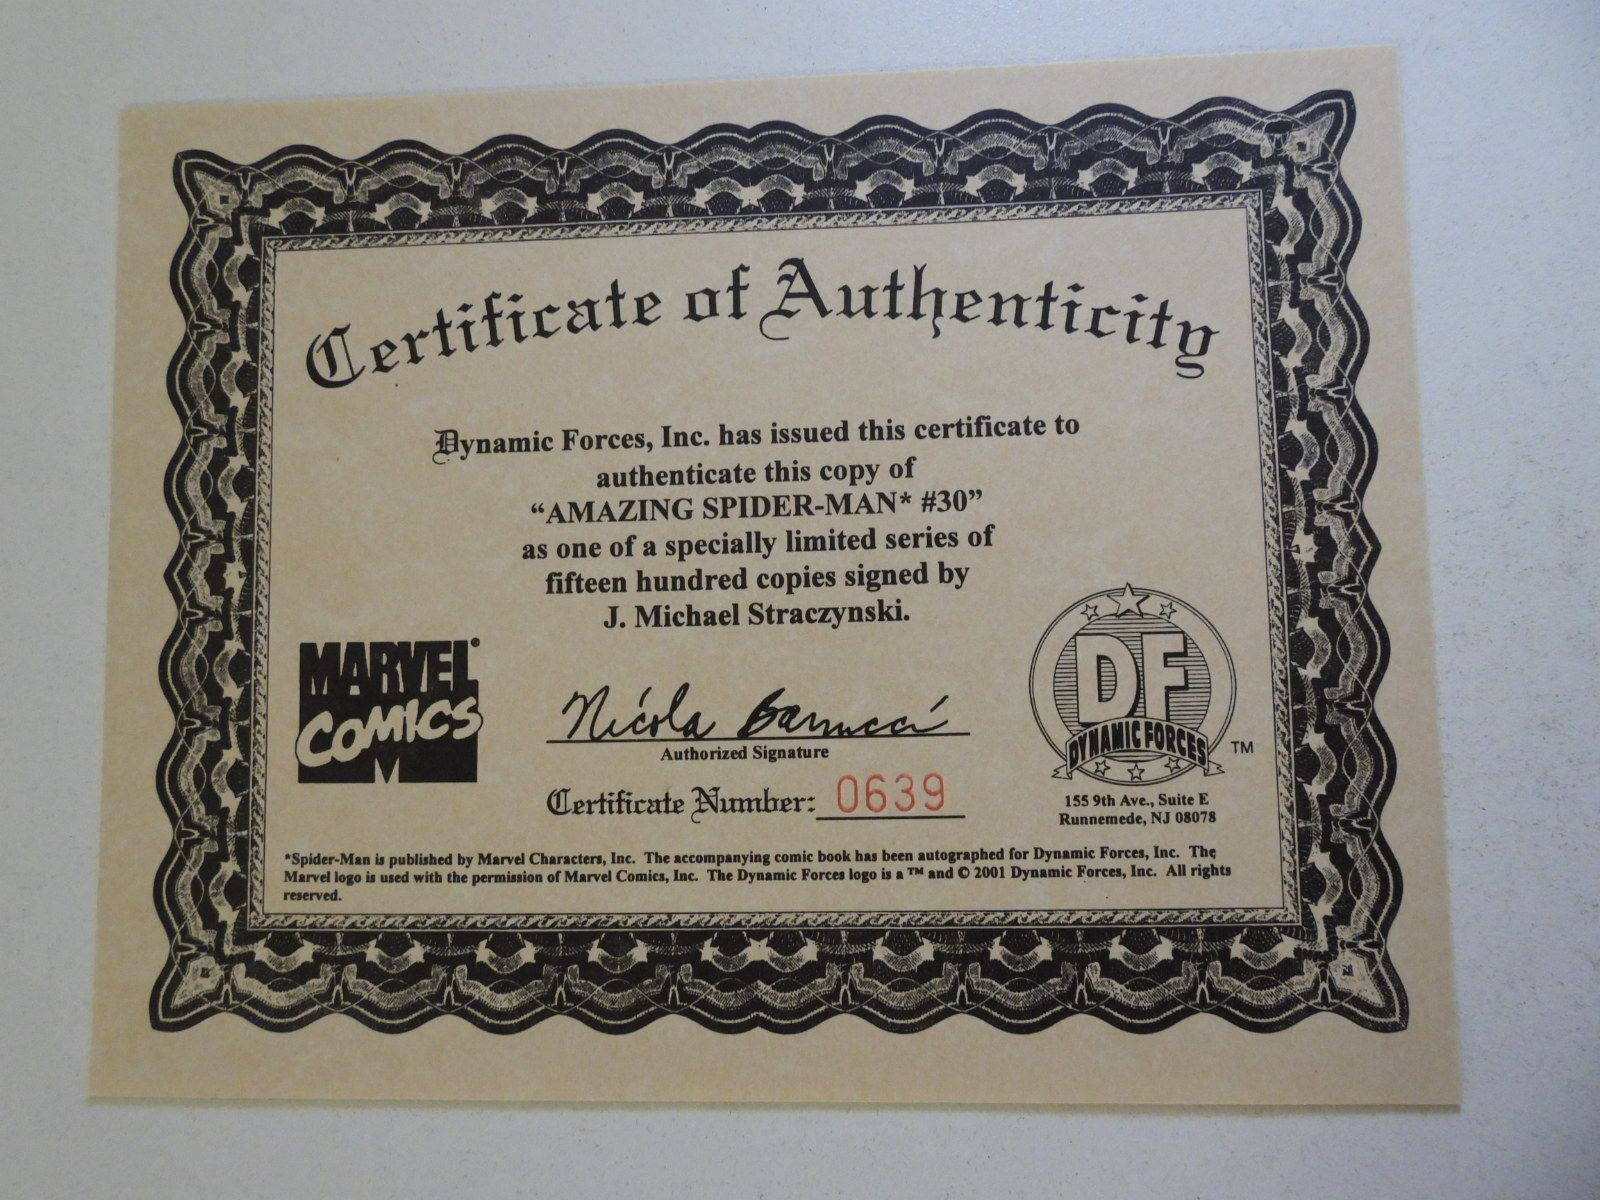 Certificate of Authenticity
Dynamic Forces, Inc. has issued this certificate to
authenticate this copy of
“AMAZING SPIDER-MAN* #30”
as one of a specially limited series of
fifteen hundred copies signed by
J. Michael Straczynski.
MARVEL®
COMICS
Nicola Barrucci
Authorized Signature
Certificate Number: 0639
DF
DYNAMIC FORCES
TM
155 9th Ave., Suite E
Runnemede, NJ 08078
*Spider-Man is published by Marvel Characters, Inc. The accompanying comic book has been autographed for Dynamic Forces, Inc. The
Marvel logo is used with the permission of Marvel Comics, Inc. The Dynamic Forces logo is a ™ and © 2001 Dynamic Forces, Inc. All rights
reserved.